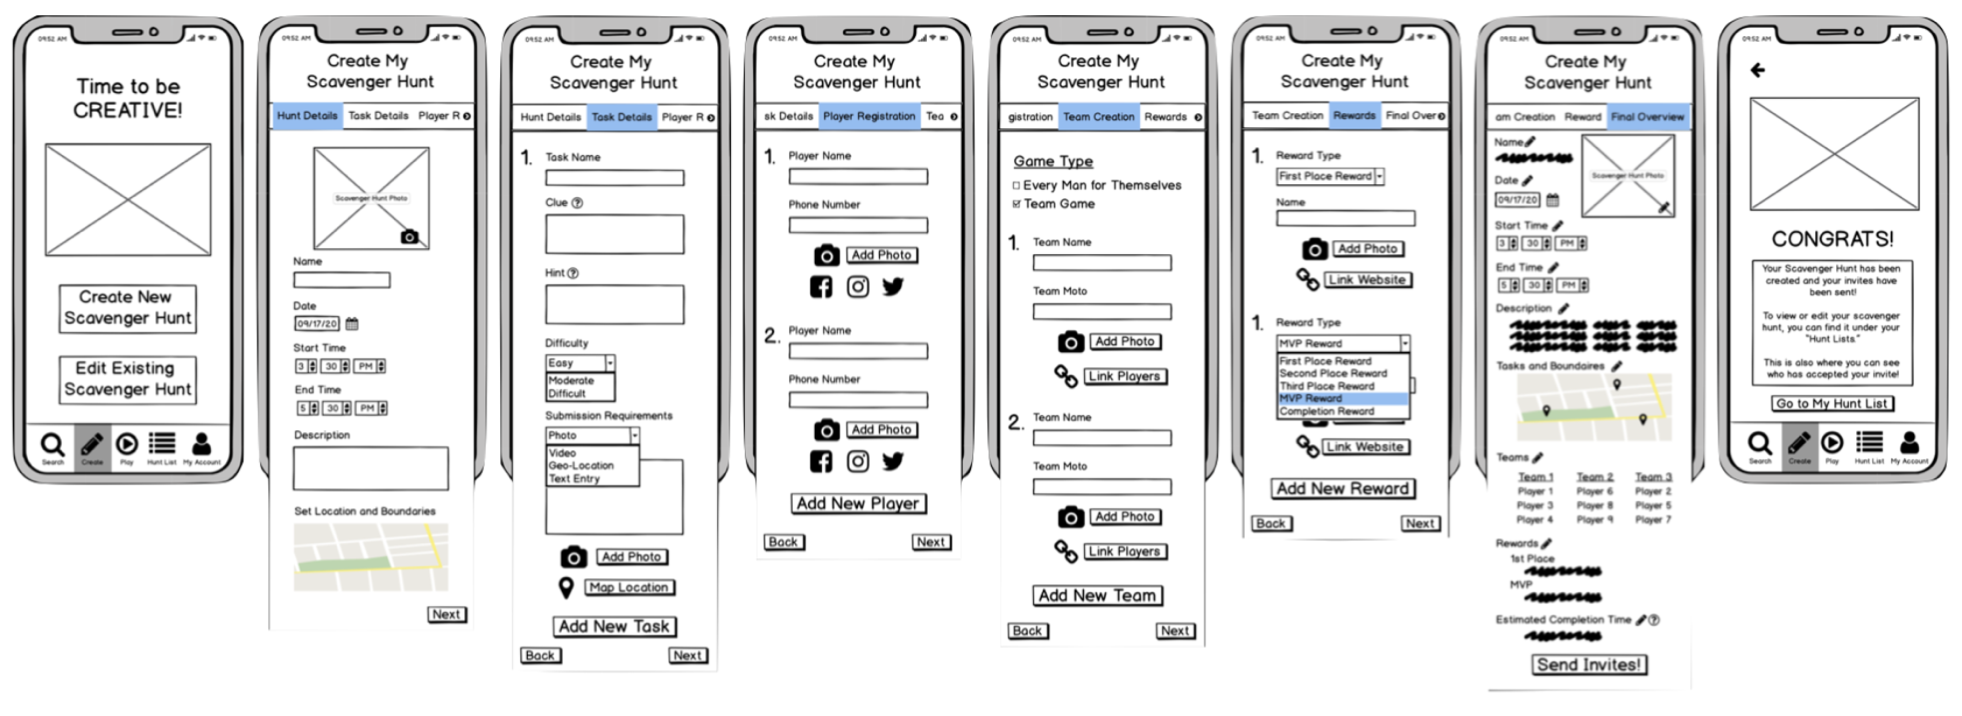 09:52 AM
Time to be
CREATIVE!
Create New
Scavenger Hunt
Edit Existing
Scavenger Hunt
Search Create Play Hunt List My Account
09:52 AM
Create My
Scavenger Hunt
Hunt Details Task Details Player R
Scavenger Hunt Photo
Name
Date
09/17/20
Start Time
3 30 PM
End Time
5 30 PM
Description
Set Location and Boundaries
Next
09:52 AM
Create My
Scavenger Hunt
Hunt Details Task Details Player R
1. Task Name
Clue ?
Hint ?
Difficulty
Easy
Moderate
Difficult
Submission Requirements
Photo
Video
Geo-Location
Text Entry
Add Photo
Map Location
Add New Task
Back Next
09:52 AM
Create My
Scavenger Hunt
sk Details Player Registration Tea
1. Player Name
Phone Number
Add Photo
2. Player Name
Phone Number
Add Photo
Add New Player
Back Next
09:52 AM
Create My
Scavenger Hunt
gistration Team Creation Rewards
Game Type
Every Man for Themselves
Team Game
1. Team Name
Team Moto
Add Photo
Link Players
2. Team Name
Team Moto
Add Photo
Link Players
Add New Team
Back Next
09:52 AM
Create My
Scavenger Hunt
Team Creation Rewards Final Over
1. Reward Type
First Place Reward
Name
Add Photo
Link Website
1. Reward Type
MVP Reward
First Place Reward
Second Place Reward
Third Place Reward
MVP Reward
Completion Reward
Link Website
Add New Reward
Back Next
09:52 AM
Create My
Scavenger Hunt
am Creation Reward Final Overview
Name
Scavenger Hunt Photo
Date
09/17/20
Start Time
3 30 PM
End Time
5 30 PM
Description
Tasks and Boundaires
Teams
Team 1 Team 2 Team 3
Player 1 Player 6 Player 2
Player 3 Player 8 Player 5
Player 4 Player 9 Player 7
Rewards
1st Place
MVP
Estimated Completion Time ?
Send Invites!
09:52 AM
CONGRATS!
Your Scavenger Hunt has been
created and your invites have
been sent!
To view or edit your scavenger
hunt, you can find it under your
"Hunt Lists."
This is also where you can see
who has accepted your invite!
Go to My Hunt List
Search Create Play Hunt List My Account